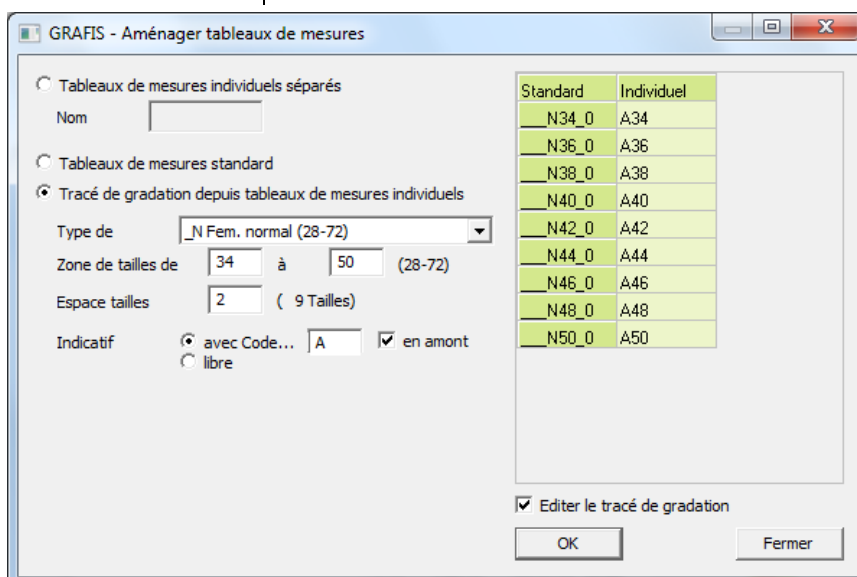 GRAFIS - Aménager tableaux de mesures
Tableaux de mesures individuels séparés
Nom
Tableaux de mesures standard
Tracé de gradation depuis tableaux de mesures individuels
Type de _N Fem. normal (28-72)
Zone de tailles de 34 à 50 (28-72)
Espace tailles 2 ( 9 Tailles)
Indicatif avec Code... A en amont
libre
Standard Individuel
___N34_0 A34
___N36_0 A36
___N38_0 A38
___N40_0 A40
___N42_0 A42
___N44_0 A44
___N46_0 A46
___N48_0 A48
___N50_0 A50
Editer le tracé de gradation
OK Fermer